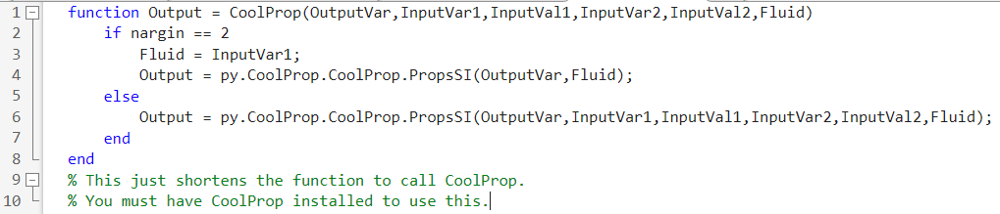 1 function Output = CoolProp(OutputVar,InputVar1,InputVal1,InputVar2,InputVal2,Fluid)
2 if nargin == 2
3 Fluid = InputVar1;
4 Output = py.CoolProp.CoolProp.PropsSI(OutputVar,Fluid);
5 else
6 Output = py.CoolProp.CoolProp.PropsSI(OutputVar,InputVar1,InputVal1,InputVar2,InputVal2,Fluid);
7 end
8 end
9 % This just shortens the function to call CoolProp.
10 % You must have CoolProp installed to use this.